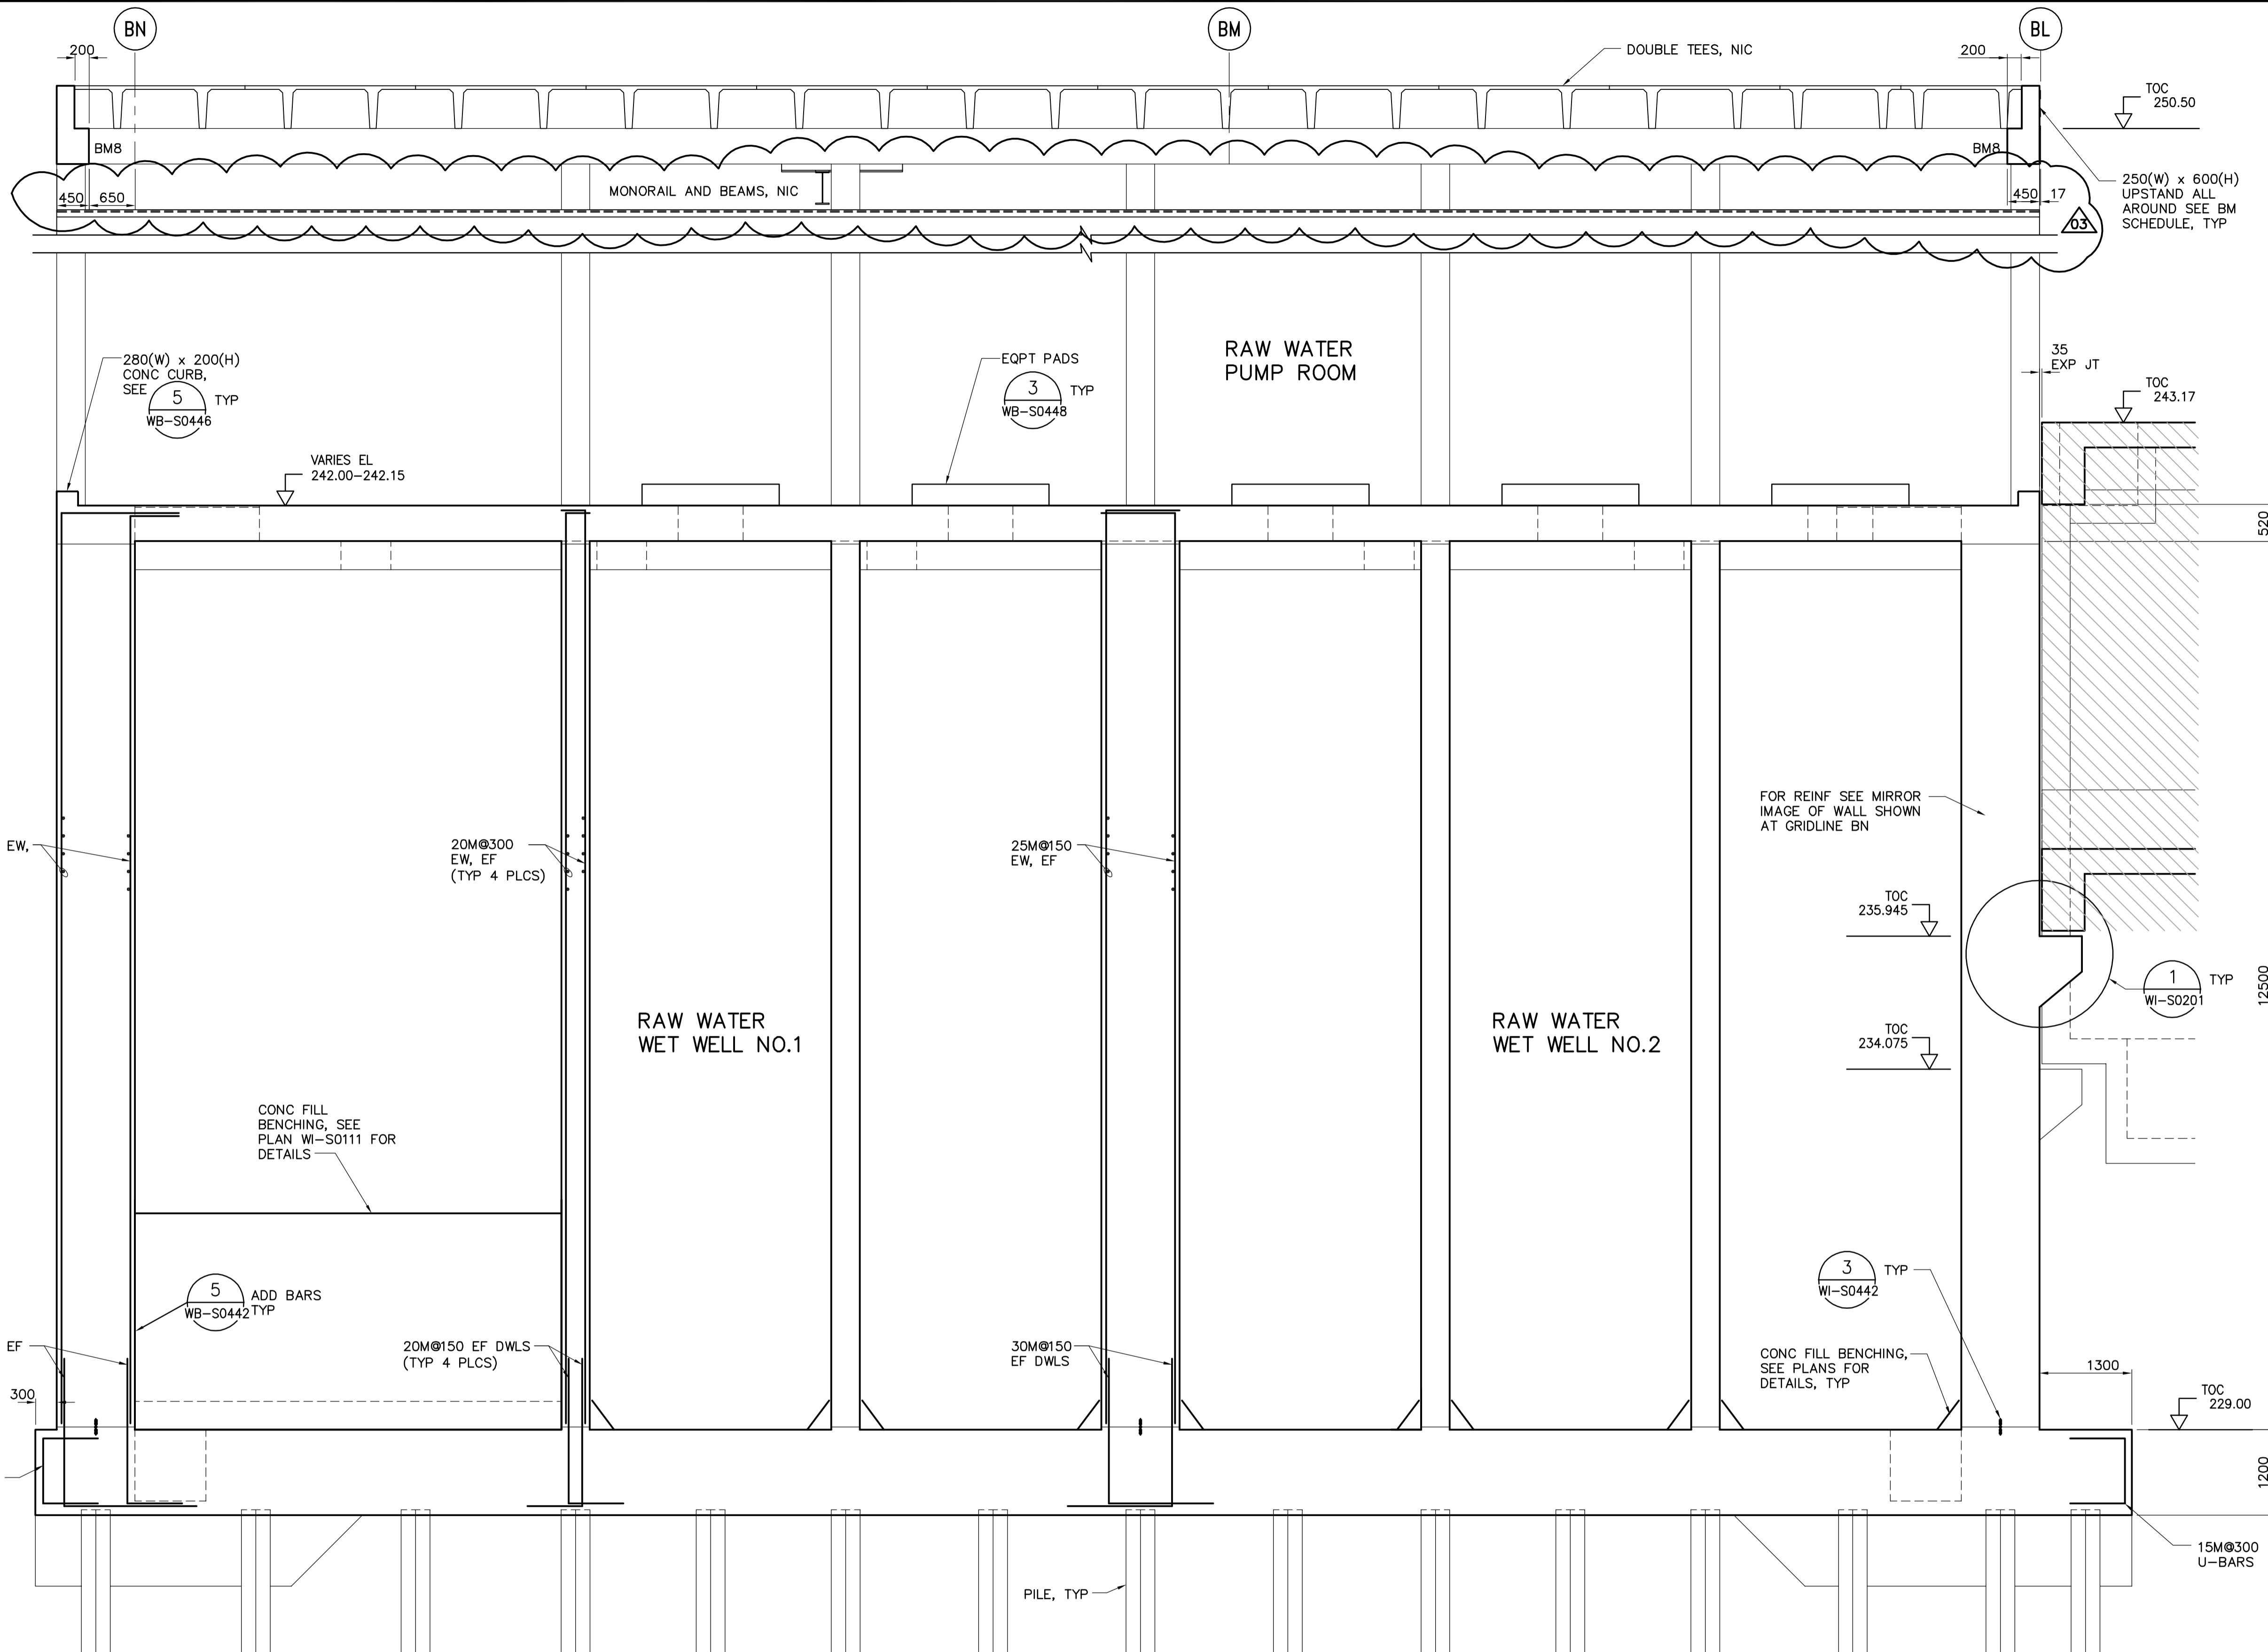 BN
BM
BL
200
DOUBLE TEES, NIC
200
TOC
250.50
BM8
BM8
MONORAIL AND BEAMS, NIC
450
650
450
17
250(W) x 600(H)
UPSTAND ALL
AROUND SEE BM
SCHEDULE, TYP
03
280(W) x 200(H)
CONC CURB,
SEE
5
TYP
WB-S0446
EQPT PADS
3
TYP
WB-S0448
RAW WATER
PUMP ROOM
35
EXP JT
TOC
243.17
VARIES EL
242.00-242.15
520
EW,
20M@300
EW, EF
(TYP 4 PLCS)
25M@150
EW, EF
FOR REINF SEE MIRROR
IMAGE OF WALL SHOWN
AT GRIDLINE BN
TOC
235.945
1
TYP
WI-S0201
12500
RAW WATER
WET WELL NO.1
RAW WATER
WET WELL NO.2
TOC
234.075
CONC FILL
BENCHING, SEE
PLAN WI-S0111 FOR
DETAILS
5
ADD BARS
TYP
WB-S0442
3
TYP
WI-S0442
EF
20M@150 EF DWLS
(TYP 4 PLCS)
30M@150
EF DWLS
CONC FILL BENCHING,
SEE PLANS FOR
DETAILS, TYP
300
1300
TOC
229.00
1200
15M@300
U-BARS
PILE, TYP